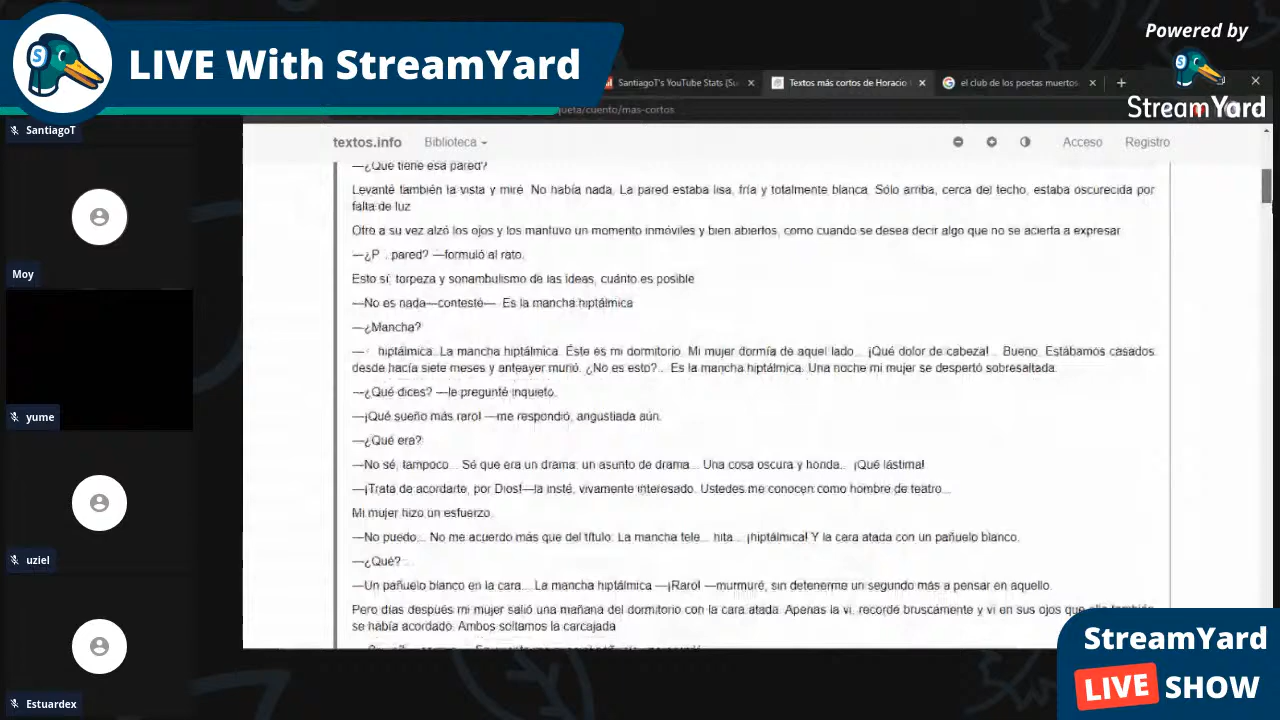 LIVE With StreamYard
Powered by
StreamYard
SantiagoT's YouTube Stats (Su
Textos más cortos de Horacio
el club de los poetas muertos
ueta/cuento/mas-cortos
SantiagoT
textos.info
Biblioteca
Acceso
Registro
—¿Qué tiene esa pared?
Levanté también la vista y miré. No había nada. La pared estaba lisa, fría y totalmente blanca. Sólo arriba, cerca del techo, estaba oscurecida por
falta de luz
Otro a su vez alzó los ojos y los mantuvo un momento inmóviles y bien abiertos, como cuando se desea decir algo que no se acierta a expresar
—¿P...pared? —formuló al rato.
Esto sí; torpeza y sonambulismo de las ideas, cuánto es posible
—No es nada—contesté— Es la mancha hiptálmica
—¿Mancha?
— hiptálmica. La mancha hiptálmica. Éste es mi dormitorio. Mi mujer dormía de aquel lado... ¡Qué dolor de cabeza!... Bueno. Estábamos casados
desde hacía siete meses y anteayer murió. ¿No es esto?... Es la mancha hiptálmica. Una noche mi mujer se despertó sobresaltada.
—¿Qué dices? —le pregunté inquieto.
—¡Qué sueño más raro! —me respondió, angustiada aún.
—¿Qué era?
—No sé, tampoco... Sé que era un drama; un asunto de drama... Una cosa oscura y honda... ¡Qué lástima!
—¡Trata de acordarte, por Dios!—la insté, vivamente interesado. Ustedes me conocen como hombre de teatro...
Mi mujer hizo un esfuerzo.
—No puedo... No me acuerdo más que del título: La mancha tele... hita... ¡hiptálmica! Y la cara atada con un pañuelo blanco.
—¿Qué?...
—Un pañuelo blanco en la cara... La mancha hiptálmica —¡Raro! —murmuré, sin detenerme un segundo más a pensar en aquello.
Pero días después mi mujer salió una mañana del dormitorio con la cara atada. Apenas la vi, recordé bruscamente y vi en sus ojos que
se había acordado. Ambos soltamos la carcajada
Moy
yume
uziel
Estuardex
StreamYard
LIVE SHOW